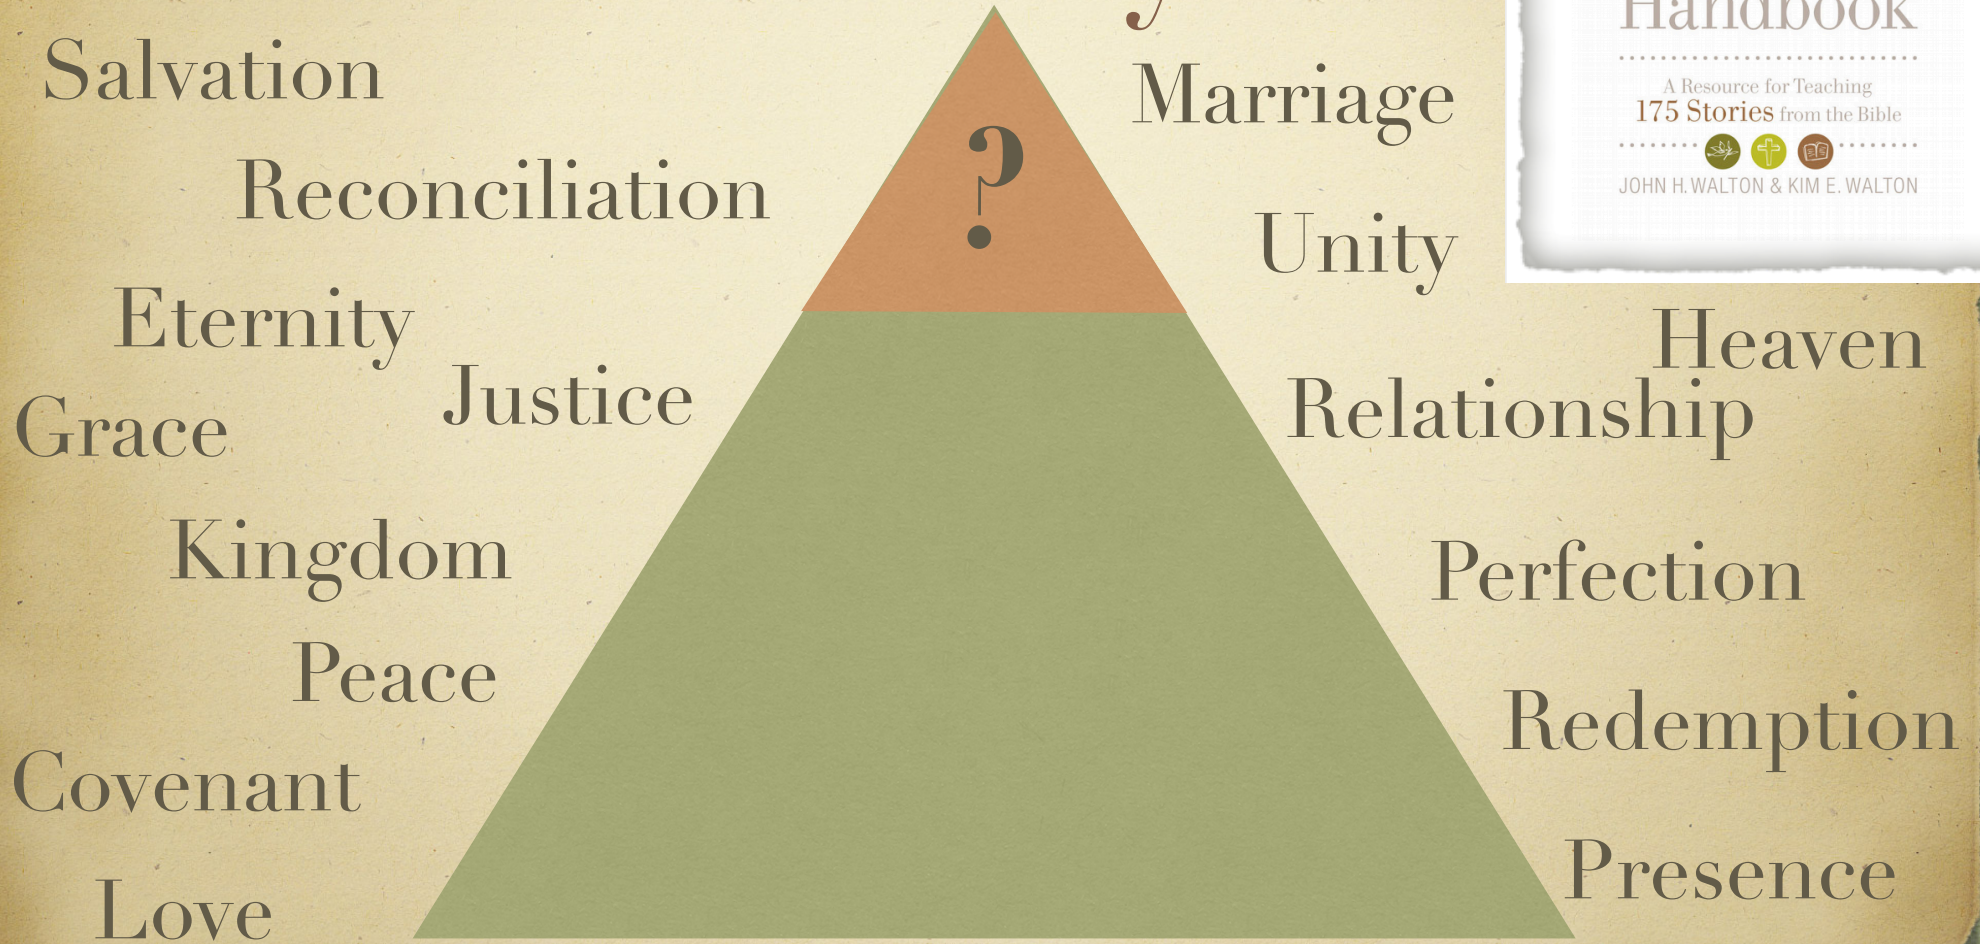 Salvation
Reconciliation
Eternity
Justice
Grace
Kingdom
Peace
Covenant
Love
?
Marriage
Unity
Heaven
Relationship
Perfection
Redemption
Presence
Handbook
A Resource for Teaching
175 Stories from the Bible
JOHN H. WALTON & KIM E. WALTON